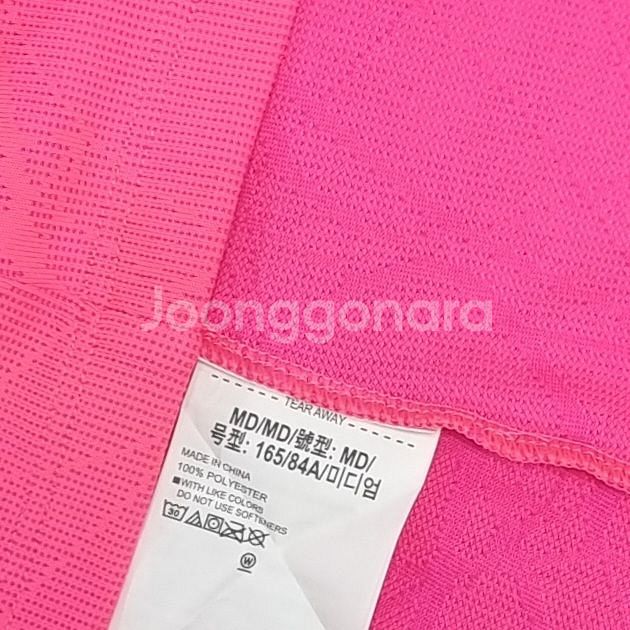 Joonggonara
TEAR AWAY
MD/MD/號型: MD/
号型: 165/84A/미디엄
MADE IN CHINA
100% POLYESTER
■WITH LIKE COLORS
DO NOT USE SOFTENERS
30
W